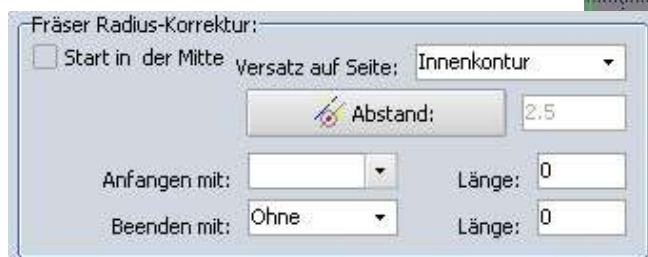 Fräser Radius-Korrektur:
Start in der Mitte Versatz auf Seite: Innenkontur
Abstand: 2.5
Anfangen mit: Länge: 0
Beenden mit: Ohne Länge: 0